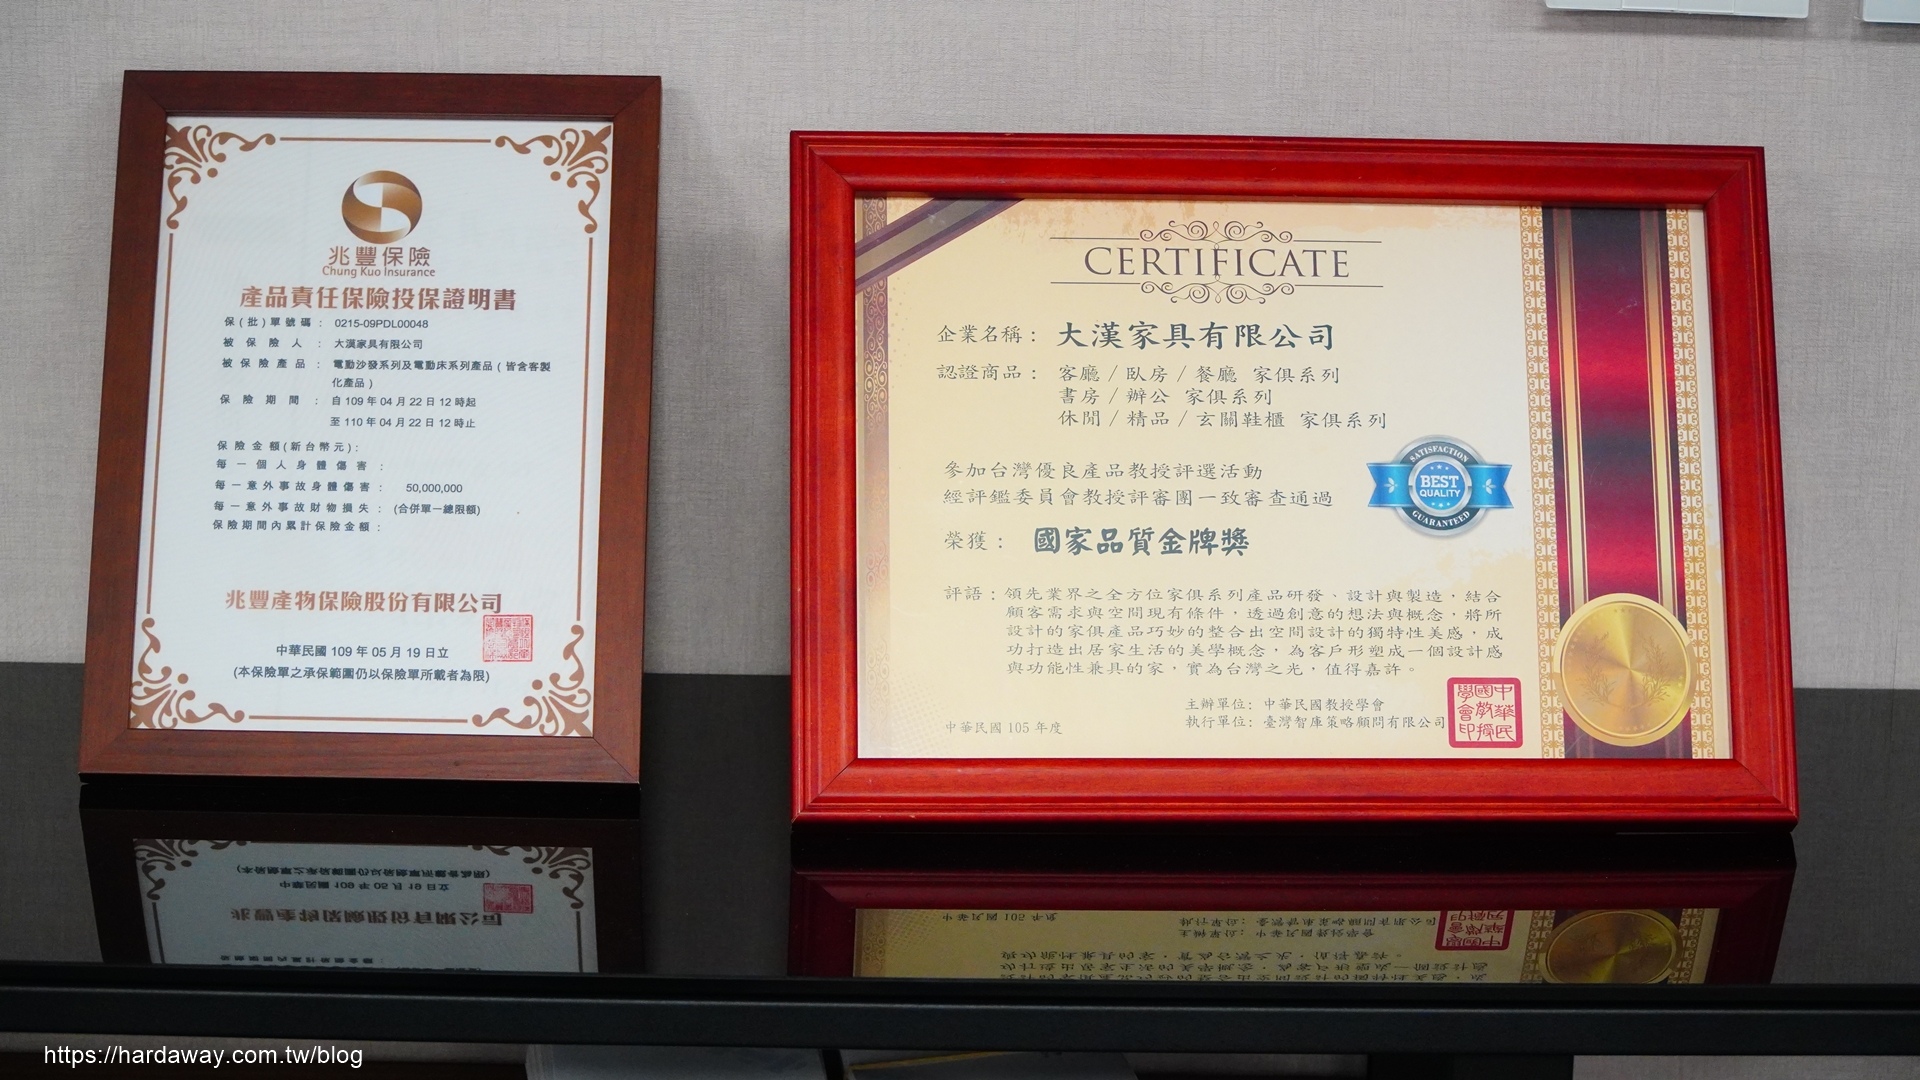 兆豐保險
Chung Kuo Insurance
產品責任保險投保證明書
保(批)單號碼： 0215-09PDL00048
被保險人： 大漢家具有限公司
被保險產品： 電動沙發系列及電動床系列產品(皆含客製
化產品)
保險期間： 自109年04月22日12時起
至110年04月22日12時止
保險金額(新台幣元)：
每一個人身體傷害：
每一意外事故身體傷害： 50,000,000
每一意外事故財物損失： (合併單一總限額)
保險期間內累計保險金額：
兆豐產物保險股份有限公司
中華民國109年05月19日立
(本保險單之承保範圍仍以保險單所載者為限)
CERTIFICATE
企業名稱： 大漢家具有限公司
認證商品： 客廳/臥房/餐廳 家俱系列
書房/辦公 家俱系列
休閒/精品/玄關鞋櫃 家俱系列
參加台灣優良產品教授評選活動
經評鑑委員會教授評審團一致審查通過
SATISFACTION
BEST
QUALITY
GUARANTEED
榮獲： 國家品質金牌獎
評語：領先業界之全方位家俱系列產品研發、設計與製造，結合
顧客需求與空間現有條件，透過創意的想法與概念，將所
設計的家俱產品巧妙的整合出空間設計的獨特性美感，成
功打造出居家生活的美學概念，為客戶形塑成一個設計感
與功能性兼具的家，實為台灣之光，值得嘉許。
主辦單位：中華民國教授學會
執行單位：臺灣智庫策略顧問有限公司
中華民國105年度
中華民國教授學會印
https://hardaway.com.tw/blog